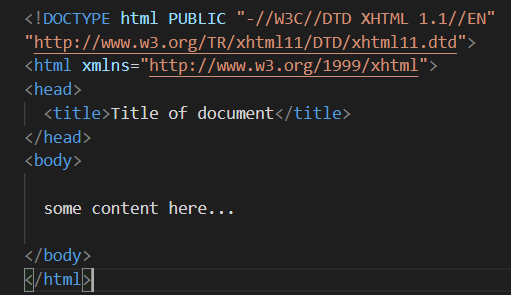 <!DOCTYPE html PUBLIC "-//W3C//DTD XHTML 1.1//EN"
"http://www.w3.org/TR/xhtml11/DTD/xhtml11.dtd">
<html xmlns="http://www.w3.org/1999/xhtml">
<head>
  <title>Title of document</title>
</head>
<body>

  some content here...

</body>
</html>